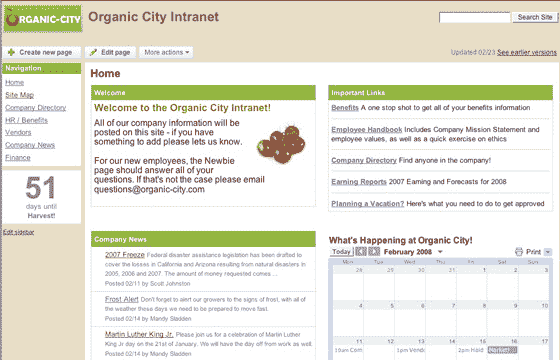 ORGANIC-CITY
Organic City Intranet
Search Site
Create new page
Edit page
More actions
Updated 02/23 See earlier versions
Navigation
Home
Site Map
Company Directory
HR / Benefits
Vendors
Company News
Finance
51
days until
Harvest!
Edit sidebar
Home
Welcome
Welcome to the Organic City Intranet!
All of our company information will be
posted on this site - if you have
something to add please lets us know.
For our new employees, the Newbie
page should answer all of your
questions. If that's not the case please email
questions@organic-city.com
Important Links
Benefits A one stop shot to get all of your benefits information
Employee Handbook Includes Company Mission Statement and
employee values, as well as a quick exercise on ethics
Company Directory Find anyone in the company!
Earning Reports 2007 Earning and Forecasts for 2008
Planning a Vacation? Here's what you need to do to get approved
Company News
2007 Freeze Federal disaster assistance legislation has been drafted to
cover the losses in California and Arizona resulting from natural disasters in
2005, 2006 and 2007. The amount of money requested comes ...
Posted 02/11 by Scott Johnston
Frost Alert Don't forget to alert our growers to the signs of frost, with all of
the weather these days we need to be prepared to move fast.
Posted 02/14 by Mandy Sladden
Martin Luther King Jr. Please join us for a celebration of Martin Luther
King Jr day on the 21st of January. We will have the day off from work as well
Posted 02/14 by Mandy Sladden
What's Happening at Organic City!
Today February 2008 Print
Mon Tue Wed Thu Fri Sat Sun
28 29 30 31 1 2 3
4 5 6 7 8 9 10
11 12 13 14 15 16 17
10am Com 1pm Vendi 2pm Held Market